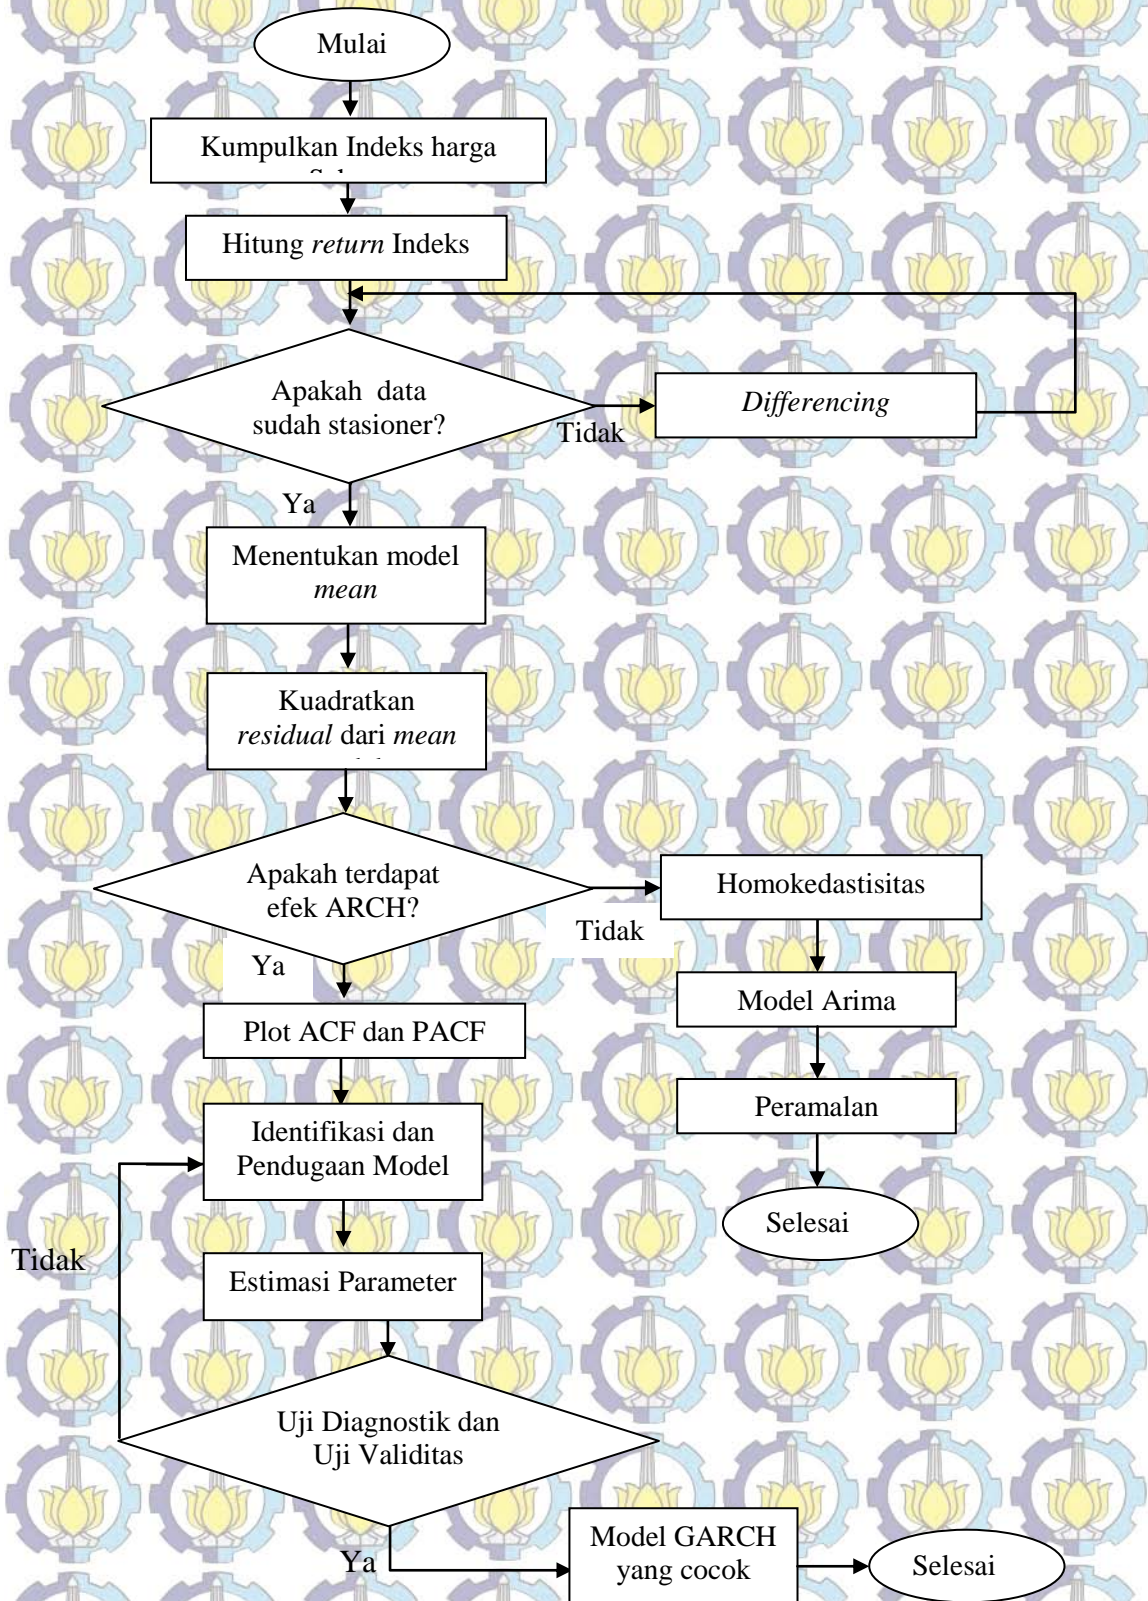 Mulai
Kumpulkan Indeks harga
Hitung return Indeks
Apakah data
sudah stasioner?
Tidak
Differencing
Ya
Menentukan model
mean
Kuadratkan
residual dari mean
Apakah terdapat
efek ARCH?
Tidak
Homokedastisitas
Ya
Model Arima
Plot ACF dan PACF
Peramalan
Identifikasi dan
Pendugaan Model
Selesai
Tidak
Estimasi Parameter
Uji Diagnostik dan
Uji Validitas
Ya
Model GARCH
yang cocok
Selesai